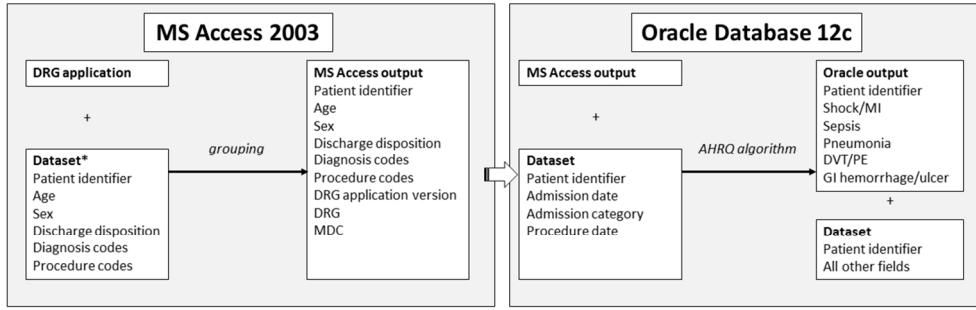 MS Access 2003
DRG application
+
Dataset*
Patient identifier
Age
Sex
Discharge disposition
Diagnosis codes
Procedure codes
grouping
MS Access output
Patient identifier
Age
Sex
Discharge disposition
Diagnosis codes
Procedure codes
DRG application version
DRG
MDC
Oracle Database 12c
MS Access output
+
Dataset
Patient identifier
Admission date
Admission category
Procedure date
AHRQ algorithm
Oracle output
Patient identifier
Shock/MI
Sepsis
Pneumonia
DVT/PE
GI hemorrhage/ulcer
+
Dataset
Patient identifier
All other fields